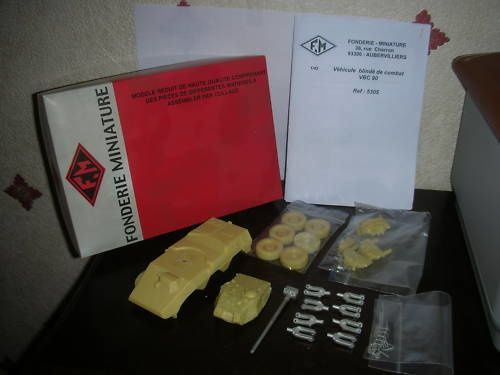 FONDERIE MINIATURE
F.M
MODELE REDUIT DE HAUTE QUALITE COMPRENANT
DES PIECES DE DIFFERENTES MATIERES A
ASSEMBLER PAR COLLAGE
F.M
FONDERIE - MINIATURE
93300 - AUBERVILLIERS
Véhicule blindé de combat
VBC 90